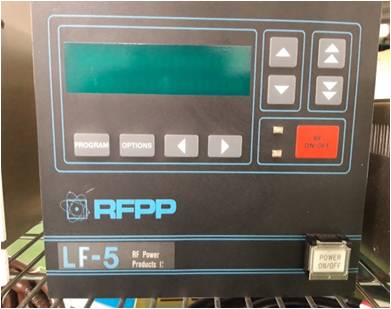 PROGRAM OPTIONS
RF
ON/OFF
RFPP
LF-5
RF Power
Products
POWER
ON/OFF